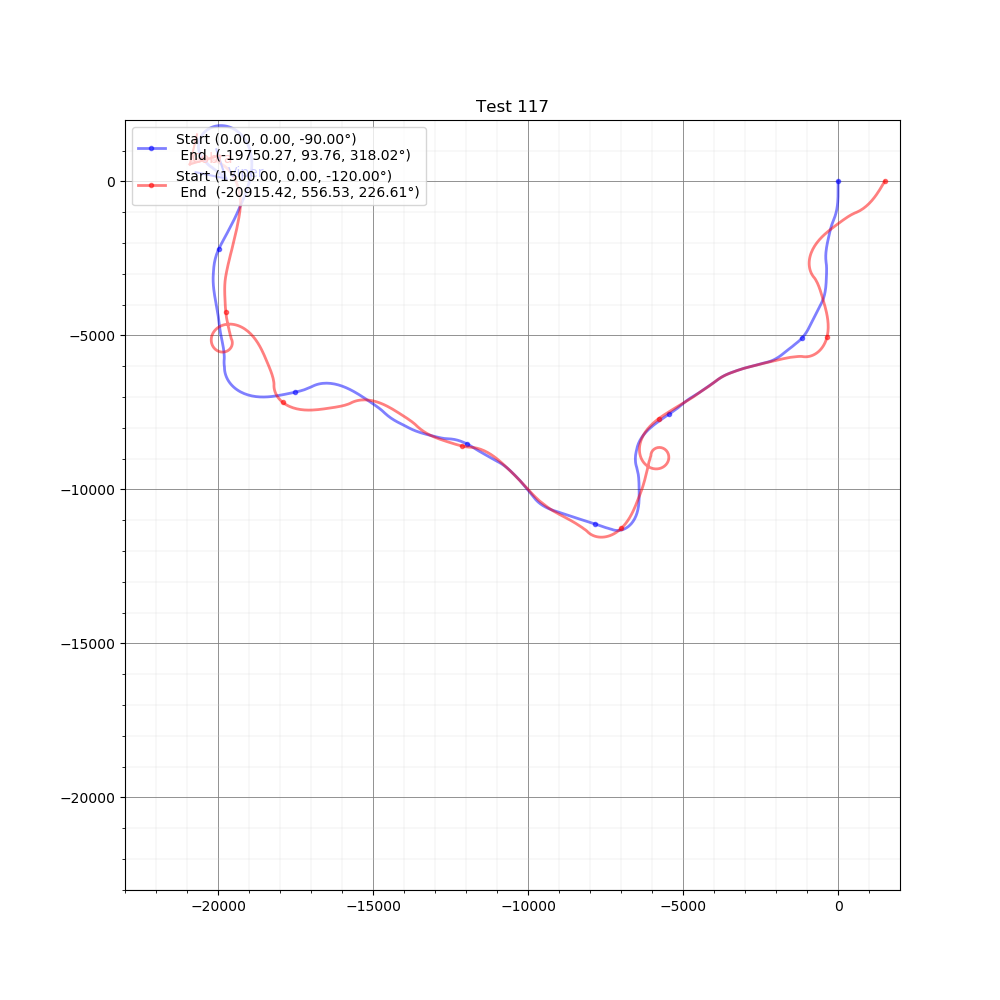 Test 117
Start (0.00, 0.00, -90.00°)
End (-19750.27, 93.76, 318.02°)
Start (1500.00, 0.00, -120.00°)
End (-20915.42, 556.53, 226.61°)
0
−5000
−10000
−15000
−20000
−20000 −15000 −10000 −5000 0